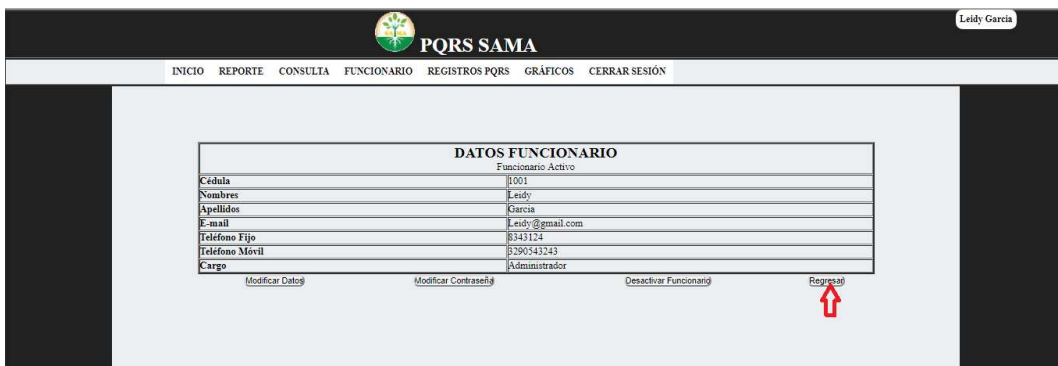 Leidy Garcia
PQRS SAMA
INICIO REPORTE CONSULTA FUNCIONARIO REGISTROS PQRS GRÁFICOS CERRAR SESIÓN
DATOS FUNCIONARIO
Funcionario Activo
Cédula 1001
Nombres Leidy
Apellidos Garcia
E-mail Leidy@gmail.com
Teléfono Fijo 8343124
Teléfono Móvil 3290543243
Cargo Administrador
Modificar Datos Modificar Contraseña Desactivar Funcionario Regresar